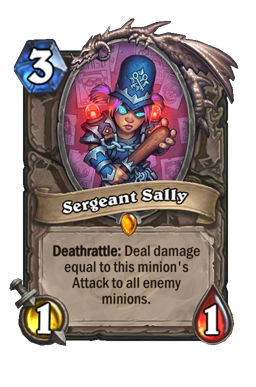 3
Sergeant Sally
Deathrattle: Deal damage
equal to this minion's
Attack to all enemy
minions.
1 1